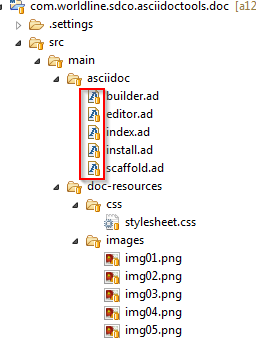 com.worldline.sdco.asciidoctools.doc [a12
.settings
src
main
asciidoc
builder.ad
editor.ad
index.ad
install.ad
scaffold.ad
doc-resources
css
stylesheet.css
images
img01.png
img02.png
img03.png
img04.png
img05.png